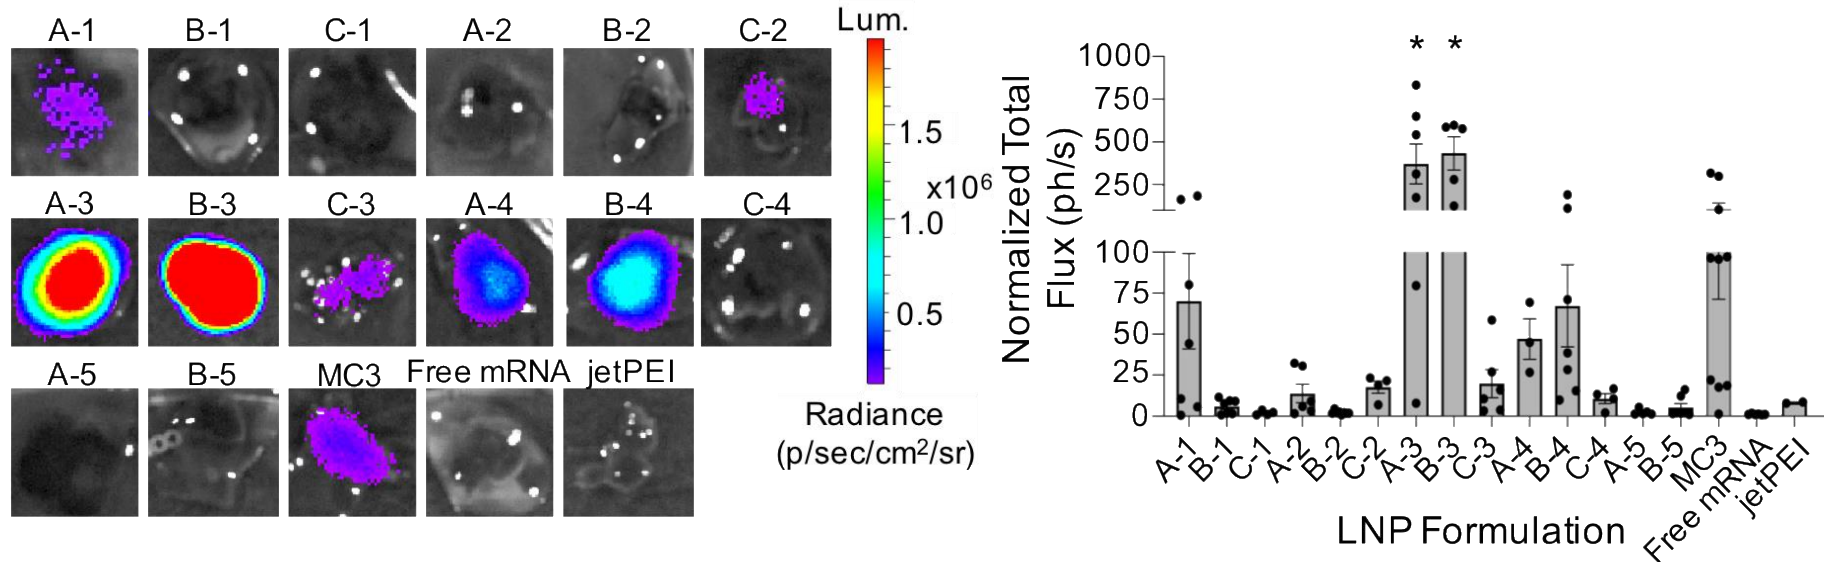 A-1 B-1 C-1 A-2 B-2 C-2
A-3 B-3 C-3 A-4 B-4 C-4
A-5 B-5 MC3 Free mRNA jetPEI
Lum.
1.5
x10⁶
1.0
0.5
Radiance
(p/sec/cm²/sr)
Normalized Total
Flux (ph/s)
* *
1000
750
500
250
100
75
50
25
0
A-1 B-1 C-1 A-2 B-2 C-2 A-3 B-3 C-3 A-4 B-4 C-4 A-5 B-5 MC3 Free mRNA jetPEI
LNP Formulation